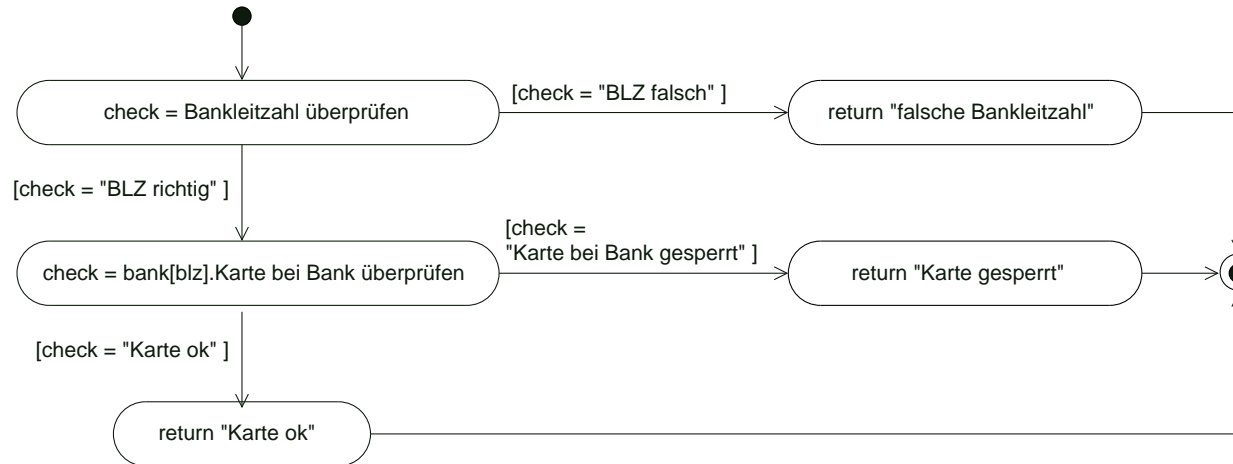 check = Bankleitzahl überprüfen
[check = "BLZ falsch" ]
return "falsche Bankleitzahl"
[check = "BLZ richtig" ]
check = bank[blz].Karte bei Bank überprüfen
[check =
"Karte bei Bank gesperrt" ]
return "Karte gesperrt"
[check = "Karte ok" ]
return "Karte ok"